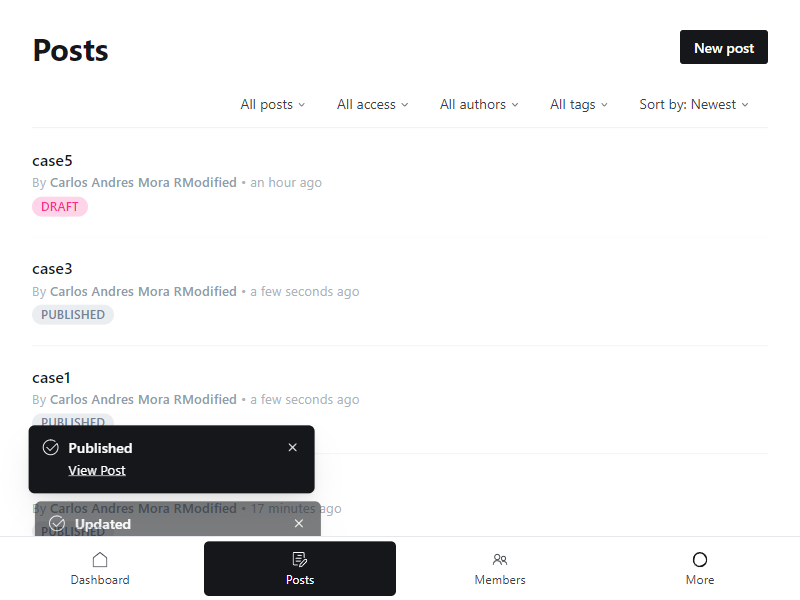 Posts
New post
All posts
All access
All authors
All tags
Sort by: Newest
case5
By Carlos Andres Mora RModified • an hour ago
DRAFT
case3
By Carlos Andres Mora RModified • a few seconds ago
PUBLISHED
case1
By Carlos Andres Mora RModified • a few seconds ago
PUBLISHED
Published
View Post
By Carlos Andres Mora RModified • 17 minutes ago
Updated
PUBLISHED
Dashboard
Posts
Members
More